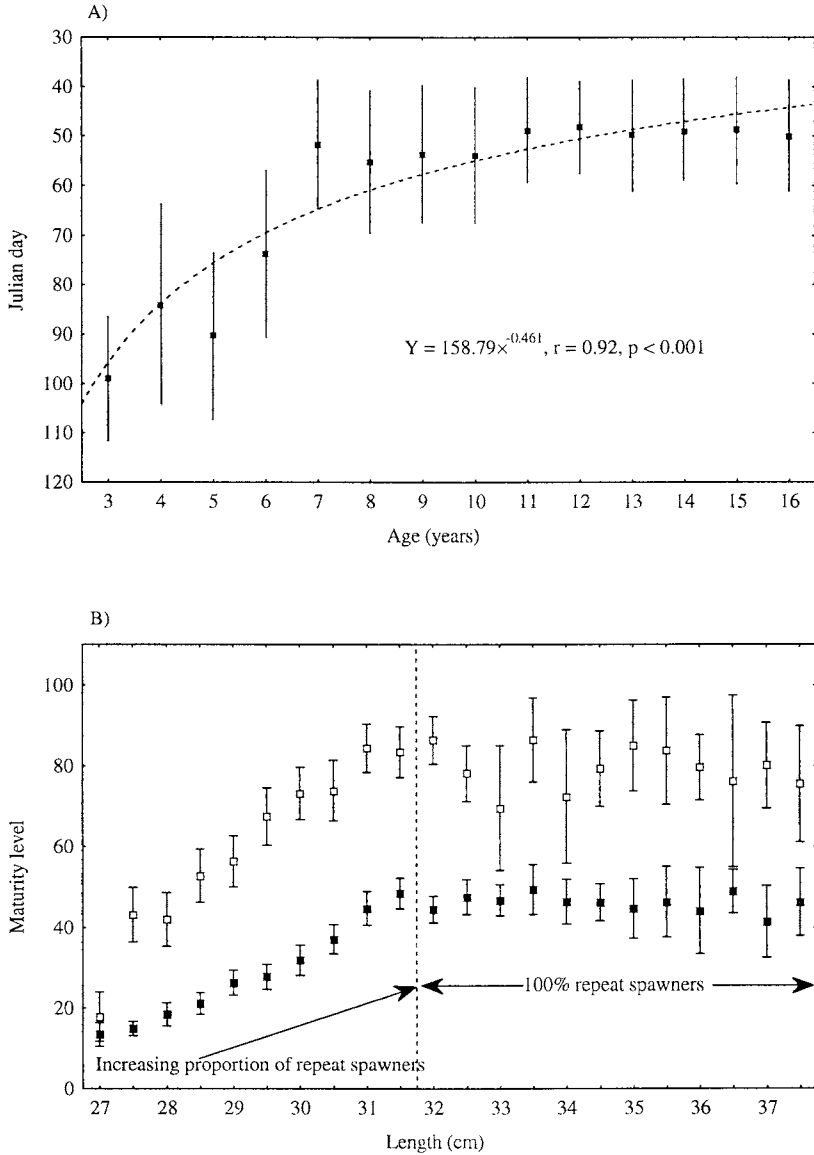 A)
30
40
50
60
70
80
90
100
110
120
Julian day
Y = 158.79×^-0.461, r = 0.92, p < 0.001
3 4 5 6 7 8 9 10 11 12 13 14 15 16
Age (years)
B)
100
80
60
40
20
0
Maturity level
100% repeat spawners
Increasing proportion of repeat spawners
27 28 29 30 31 32 33 34 35 36 37
Length (cm)